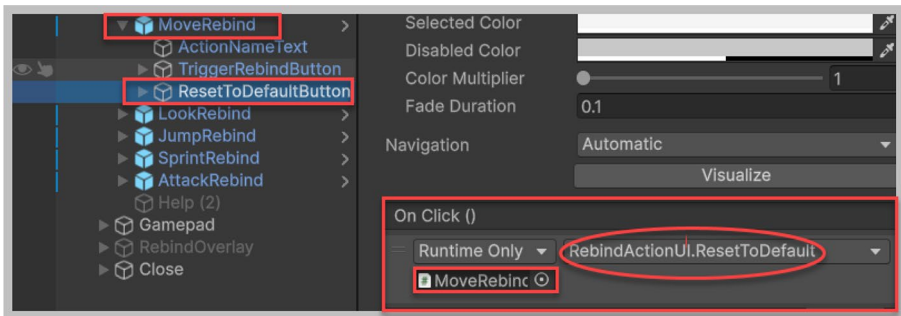 MoveRebind
ActionNameText
TriggerRebindButton
ResetToDefaultButton
LookRebind
JumpRebind
SprintRebind
AttackRebind
Help (2)
Gamepad
RebindOverlay
Close
Selected Color
Disabled Color
Color Multiplier
1
Fade Duration
0.1
Navigation
Automatic
Visualize
On Click ()
Runtime Only
RebindActionUI.ResetToDefault
MoveRebind